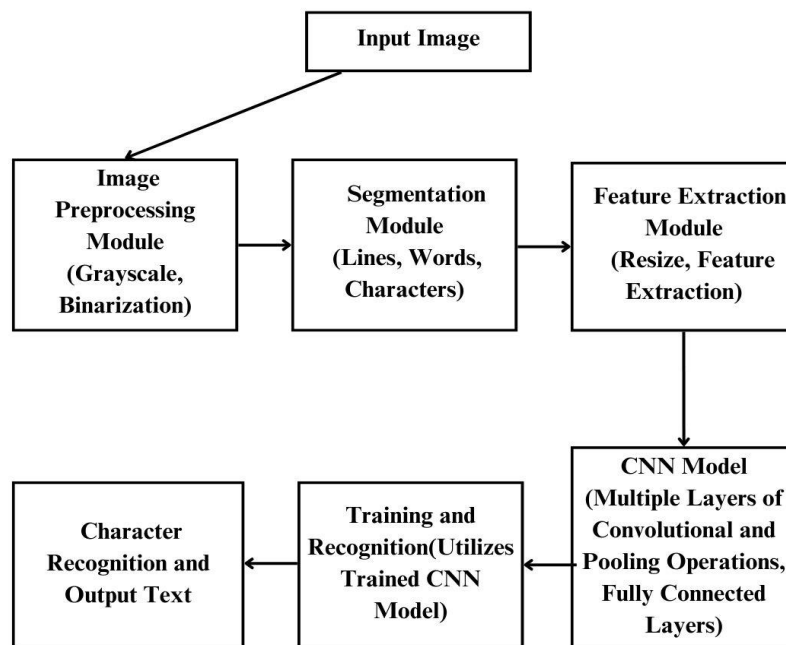 Input Image
Image
Preprocessing
Module
(Grayscale,
Binarization)
Segmentation
Module
(Lines, Words,
Characters)
Feature Extraction
Module
(Resize, Feature
Extraction)
CNN Model
(Multiple Layers of
Convolutional and
Pooling Operations,
Fully Connected
Layers)
Training and
Recognition(Utilizes
Trained CNN
Model)
Character
Recognition and
Output Text